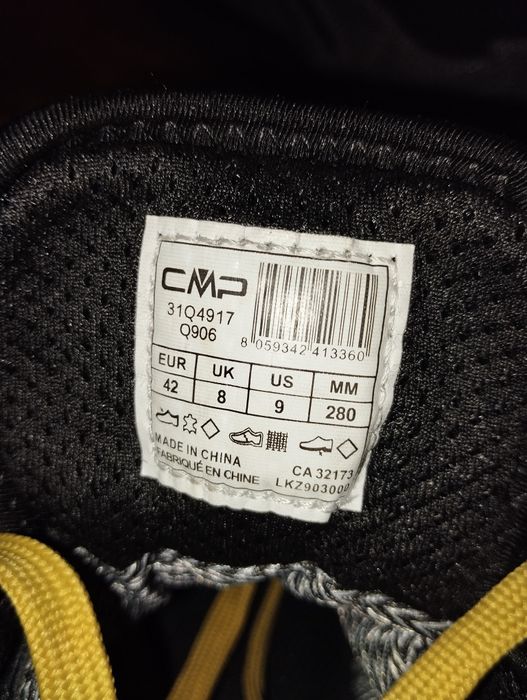 CMP
31Q4917
Q906
8 059342 413360
EUR UK US MM
42 8 9 280
MADE IN CHINA
FABRIQUÉ EN CHINE
CA 32173
LKZ903000